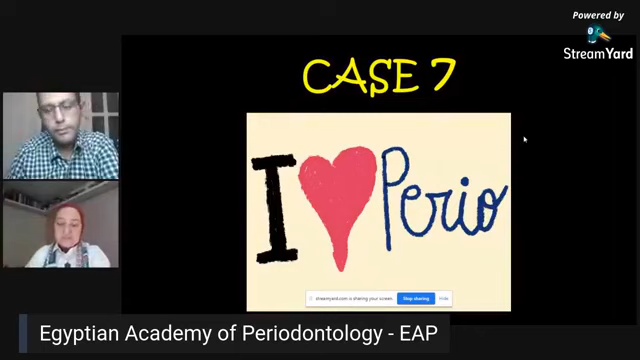 Powered by
StreamYard
CASE 7
I Perio
streamyard.com is sharing your screen.
Stop sharing
Hide
Egyptian Academy of Periodontology - EAP